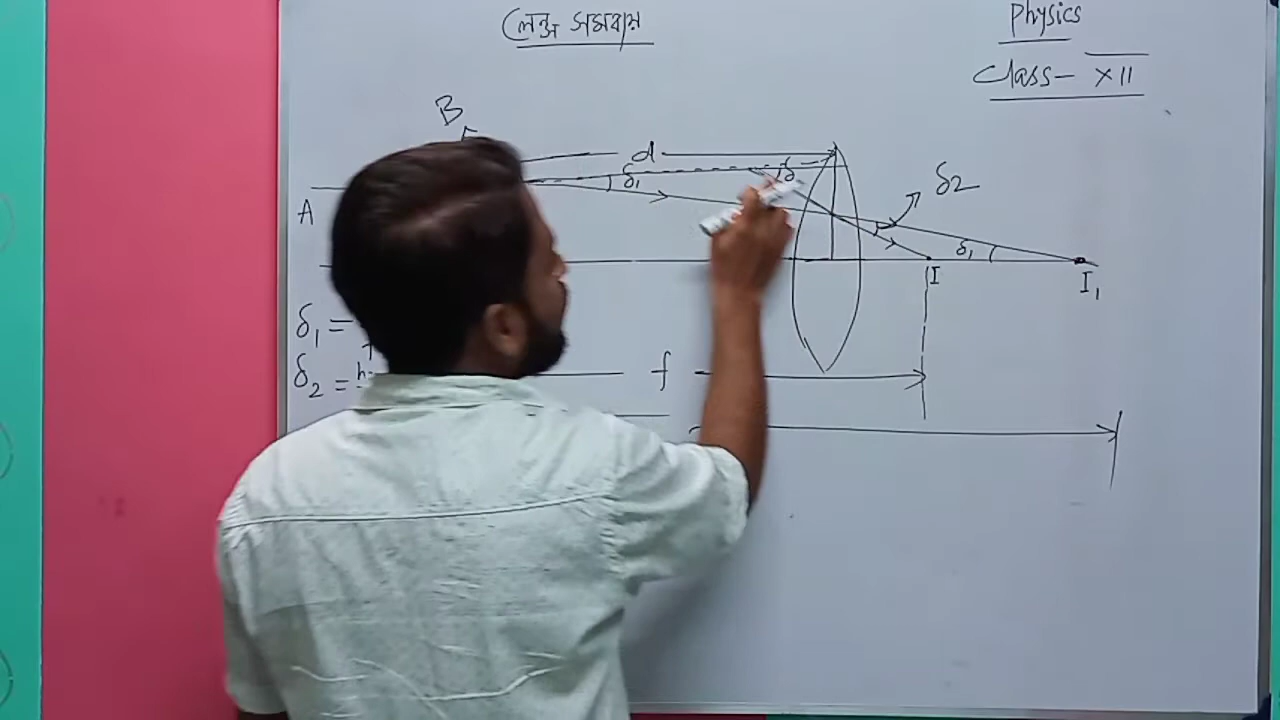 লেন্স সমবায়
Physics
Class- XII
B
d
δ₁
δ
δ2
A
δ₁
I
I₁
δ₁ =
δ₂ = h
f